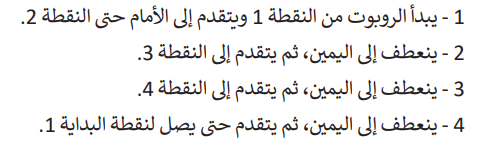 1 - يبدأ الروبوت من النقطة 1 ويتقدم إلى الأمام حتى النقطة 2.
2 - ينعطف إلى اليمين، ثم يتقدم إلى النقطة 3.
3 - ينعطف إلى اليمين، ثم يتقدم إلى النقطة 4.
4 - ينعطف إلى اليمين، ثم يتقدم حتى يصل لنقطة البداية 1.